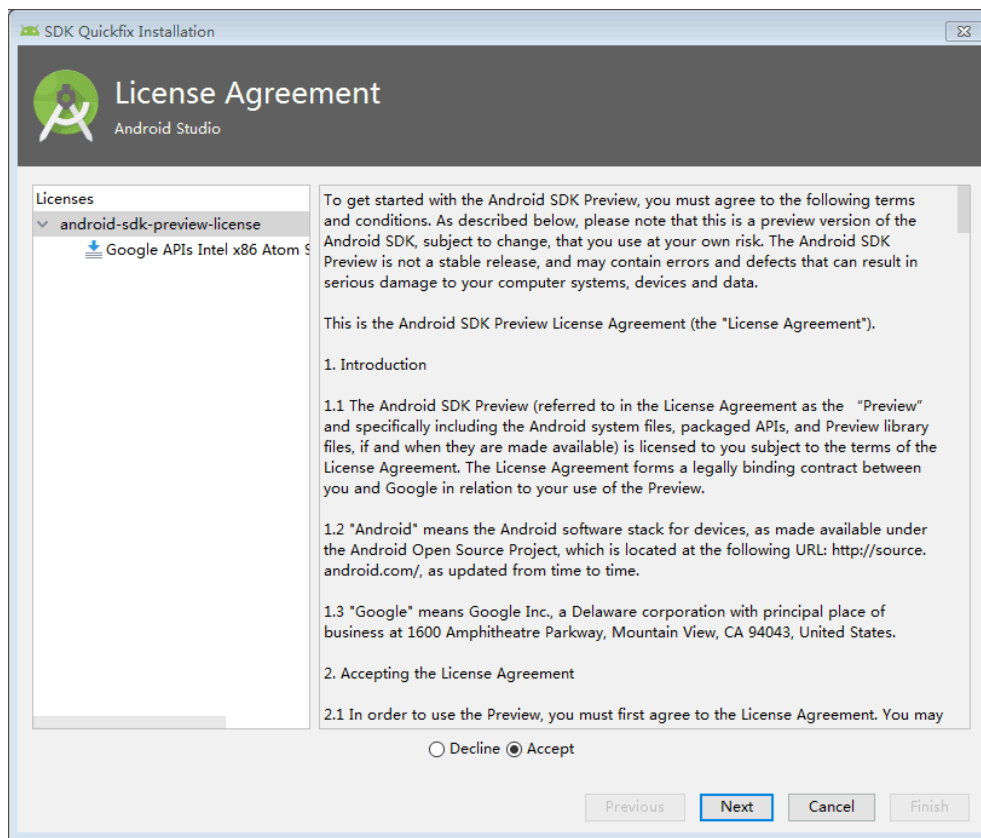 SDK Quickfix Installation
License Agreement
Android Studio
Licenses
android-sdk-preview-license
Google APIs Intel x86 Atom S
To get started with the Android SDK Preview, you must agree to the following terms
and conditions. As described below, please note that this is a preview version of the
Android SDK, subject to change, that you use at your own risk. The Android SDK
Preview is not a stable release, and may contain errors and defects that can result in
serious damage to your computer systems, devices and data.
This is the Android SDK Preview License Agreement (the "License Agreement").
1. Introduction
1.1 The Android SDK Preview (referred to in the License Agreement as the “Preview”
and specifically including the Android system files, packaged APIs, and Preview library
files, if and when they are made available) is licensed to you subject to the terms of the
License Agreement. The License Agreement forms a legally binding contract between
you and Google in relation to your use of the Preview.
1.2 "Android" means the Android software stack for devices, as made available under
the Android Open Source Project, which is located at the following URL: http://source.
android.com/, as updated from time to time.
1.3 "Google" means Google Inc., a Delaware corporation with principal place of
business at 1600 Amphitheatre Parkway, Mountain View, CA 94043, United States.
2. Accepting the License Agreement
2.1 In order to use the Preview, you must first agree to the License Agreement. You may
Decline Accept
Previous Next Cancel Finish